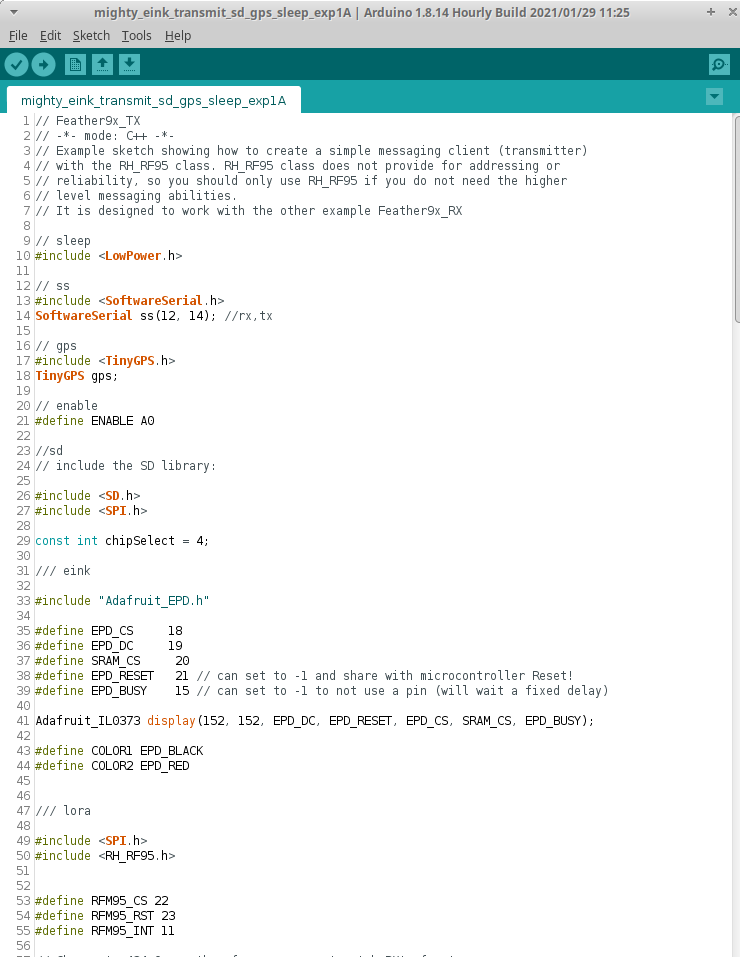 mighty_eink_transmit_sd_gps_sleep_exp1A | Arduino 1.8.14 Hourly Build 2021/01/29 11:25
File Edit Sketch Tools Help
mighty_eink_transmit_sd_gps_sleep_exp1A
1 // Feather9x_TX
2 // -*- mode: C++ -*-
3 // Example sketch showing how to create a simple messaging client (transmitter)
4 // with the RH_RF95 class. RH_RF95 class does not provide for addressing or
5 // reliability, so you should only use RH_RF95 if you do not need the higher
6 // level messaging abilities.
7 // It is designed to work with the other example Feather9x_RX
8
9 // sleep
10 #include <LowPower.h>
11
12 // ss
13 #include <SoftwareSerial.h>
14 SoftwareSerial ss(12, 14); //rx,tx
15
16 // gps
17 #include <TinyGPS.h>
18 TinyGPS gps;
19
20 // enable
21 #define ENABLE A0
22
23 //sd
24 // include the SD library:
25
26 #include <SD.h>
27 #include <SPI.h>
28
29 const int chipSelect = 4;
30
31 /// eink
32
33 #include "Adafruit_EPD.h"
34
35 #define EPD_CS     18
36 #define EPD_DC     19
37 #define SRAM_CS     20
38 #define EPD_RESET   21 // can set to -1 and share with microcontroller Reset!
39 #define EPD_BUSY    15 // can set to -1 to not use a pin (will wait a fixed delay)
40
41 Adafruit_IL0373 display(152, 152, EPD_DC, EPD_RESET, EPD_CS, SRAM_CS, EPD_BUSY);
42
43 #define COLOR1 EPD_BLACK
44 #define COLOR2 EPD_RED
45
46
47 /// lora
48
49 #include <SPI.h>
50 #include <RH_RF95.h>
51
52
53 #define RFM95_CS 22
54 #define RFM95_RST 23
55 #define RFM95_INT 11
56